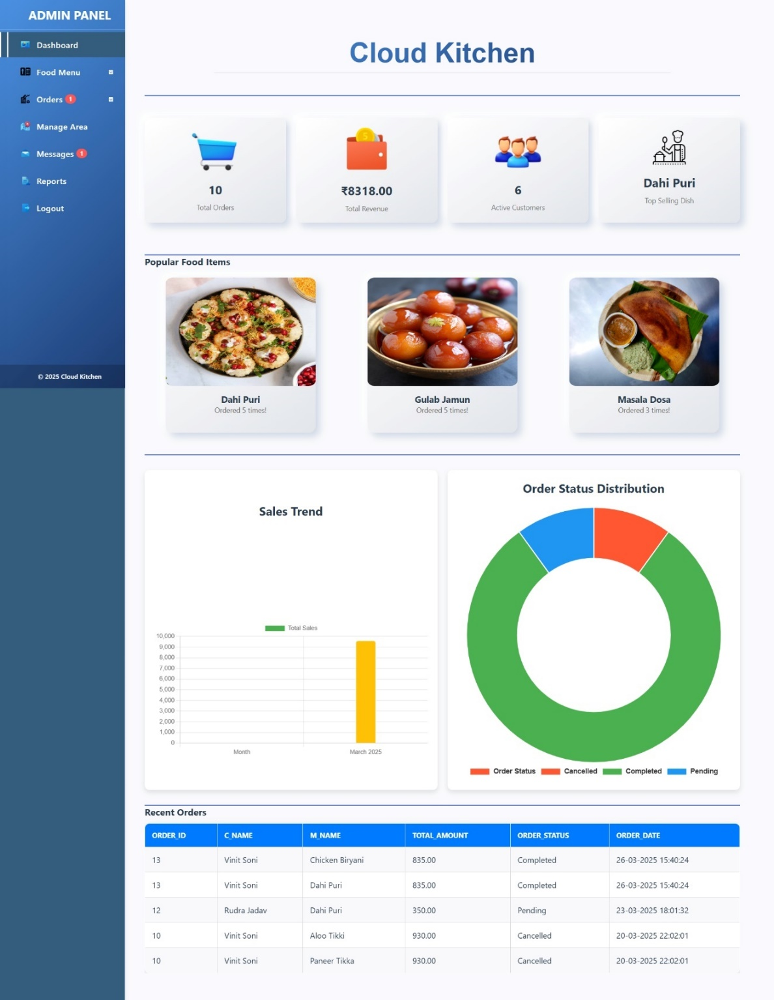 ADMIN PANEL
Dashboard
Food Menu
Orders 1
Manage Area
Messages 1
Reports
Logout
© 2025 Cloud Kitchen
Cloud Kitchen
10
Total Orders
₹8318.00
Total Revenue
6
Active Customers
Dahi Puri
Top Selling Dish
Popular Food Items
Dahi Puri
Ordered 5 times!
Gulab Jamun
Ordered 5 times!
Masala Dosa
Ordered 3 times!
Sales Trend
Total Sales
10,000
9,000
8,000
7,000
6,000
5,000
4,000
3,000
2,000
1,000
0
Month March 2025
Order Status Distribution
Order Status Cancelled Completed Pending
Recent Orders
ORDER_ID C_NAME M_NAME TOTAL_AMOUNT ORDER_STATUS ORDER_DATE
13 Vinit Soni Chicken Biryani 835.00 Completed 26-03-2025 15:40:24
13 Vinit Soni Dahi Puri 835.00 Completed 26-03-2025 15:40:24
12 Rudra Jadav Dahi Puri 350.00 Pending 23-03-2025 18:01:32
10 Vinit Soni Aloo Tikki 930.00 Cancelled 20-03-2025 22:02:01
10 Vinit Soni Paneer Tikka 930.00 Cancelled 20-03-2025 22:02:01